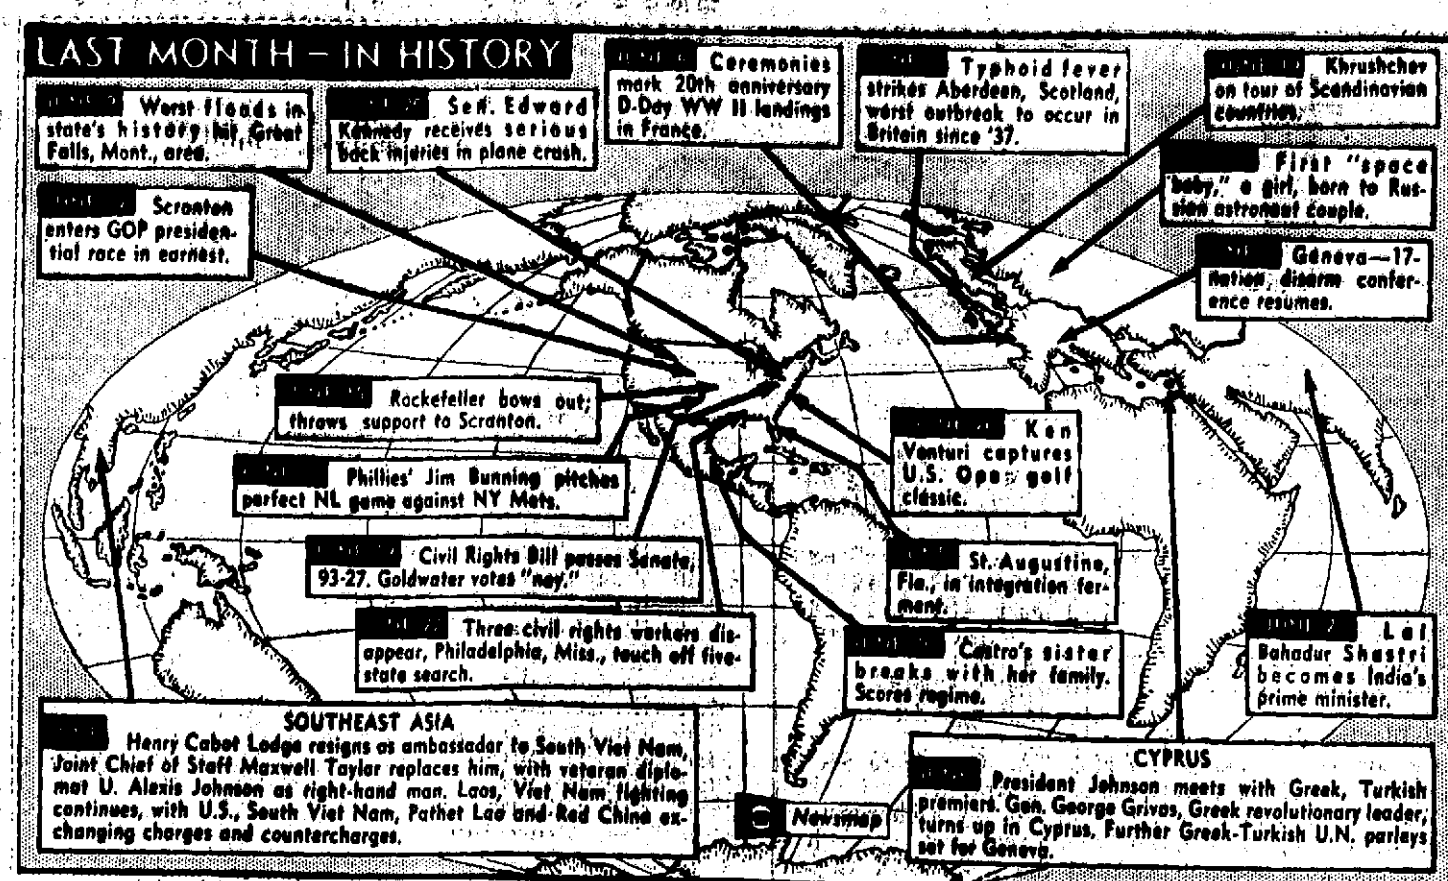 LAST MONTH – IN HISTORY
Worst floods in
state's history hit Great
Falls, Mont., area.
Sen. Edward
Kennedy receives serious
back injuries in plane crash.
Ceremonies
mark 20th anniversary
D-Day WW II landings
in France.
Typhoid fever
strikes Aberdeen, Scotland,
worst outbreak to occur in
Britain since '37.
Khrushchev
on tour of Scandinavian
countries.
First "space
baby," a girl, born to Rus-
sian astronaut couple.
Geneva—17-
nation, disarm confer-
ence resumes.
Scranton
enters GOP presiden-
tial race in earnest.
Rockefeller bows out;
throws support to Scranton.
Phillies' Jim Bunning pitches
perfect NL game against NY Mets.
Ken
Venturi captures
U.S. Open golf
classic.
Civil Rights Bill passes Senate,
93-27. Goldwater votes "nay."
St. Augustine,
Fla., in integration fer-
ment.
Three civil rights workers dis-
appear, Philadelphia, Miss., touch off five-
state search.
Castro's sister
breaks with her family.
Scores regime.
Lal
Bahadur Shastri
becomes India's
prime minister.
SOUTHEAST ASIA
Henry Cabot Lodge resigns as ambassador to South Viet Nam,
Joint Chief of Staff Maxwell Taylor replaces him, with veteran diplo-
mat U. Alexis Johnson as right-hand man. Laos, Viet Nam fighting
continues, with U.S., South Viet Nam, Pathet Lao and Red China ex-
changing charges and countercharges.
Newsmap
CYPRUS
President Johnson meets with Greek, Turkish
premiers. Gen. George Grivas, Greek revolutionary leader,
turns up in Cyprus, Further Greek-Turkish U.N. parleys
set for Geneva.